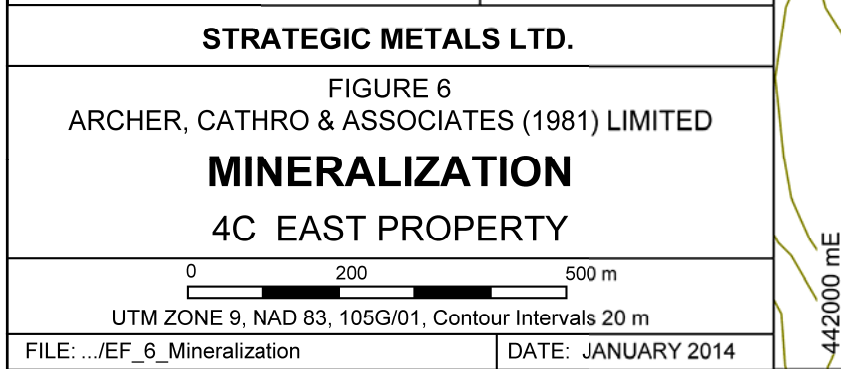 STRATEGIC METALS LTD.
FIGURE 6
ARCHER, CATHRO & ASSOCIATES (1981) LIMITED
MINERALIZATION
4C EAST PROPERTY
0 200 500 m
UTM ZONE 9, NAD 83, 105G/01, Contour Intervals 20 m
FILE: .../EF_6_Mineralization DATE: JANUARY 2014
442000 mE